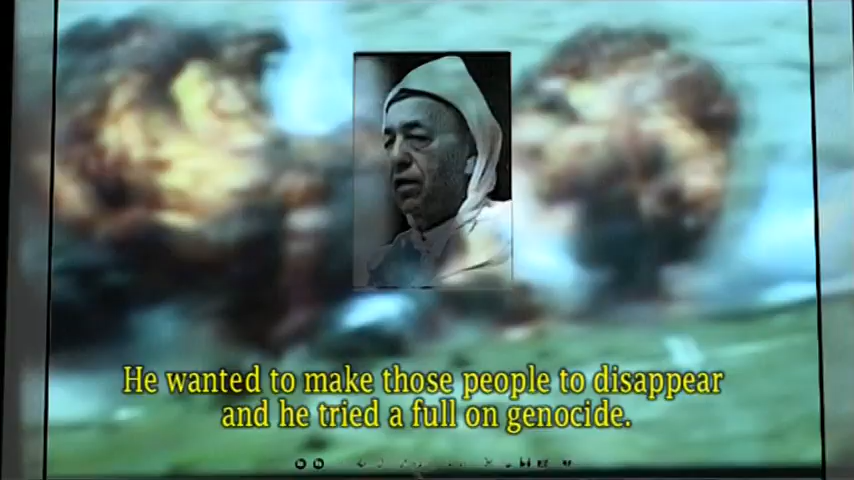 He wanted to make those people to disappear
and he tried a full on genocide.